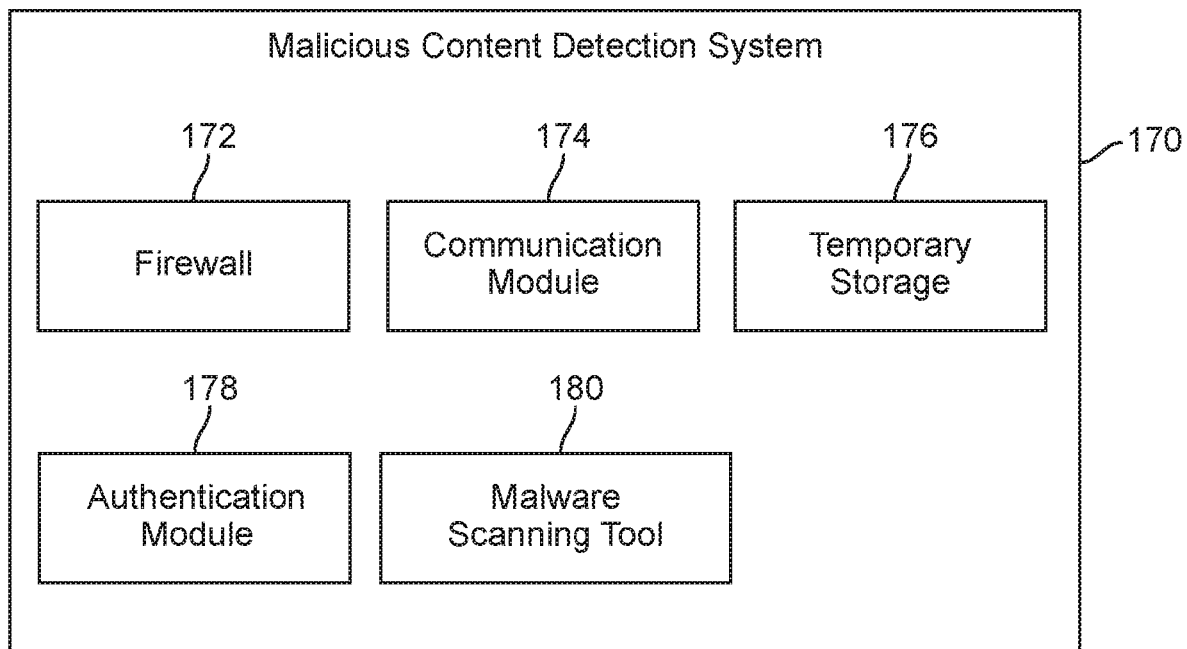 Malicious Content Detection System
172
174
176
170
Firewall
Communication
Module
Temporary
Storage
178
180
Authentication
Module
Malware
Scanning Tool